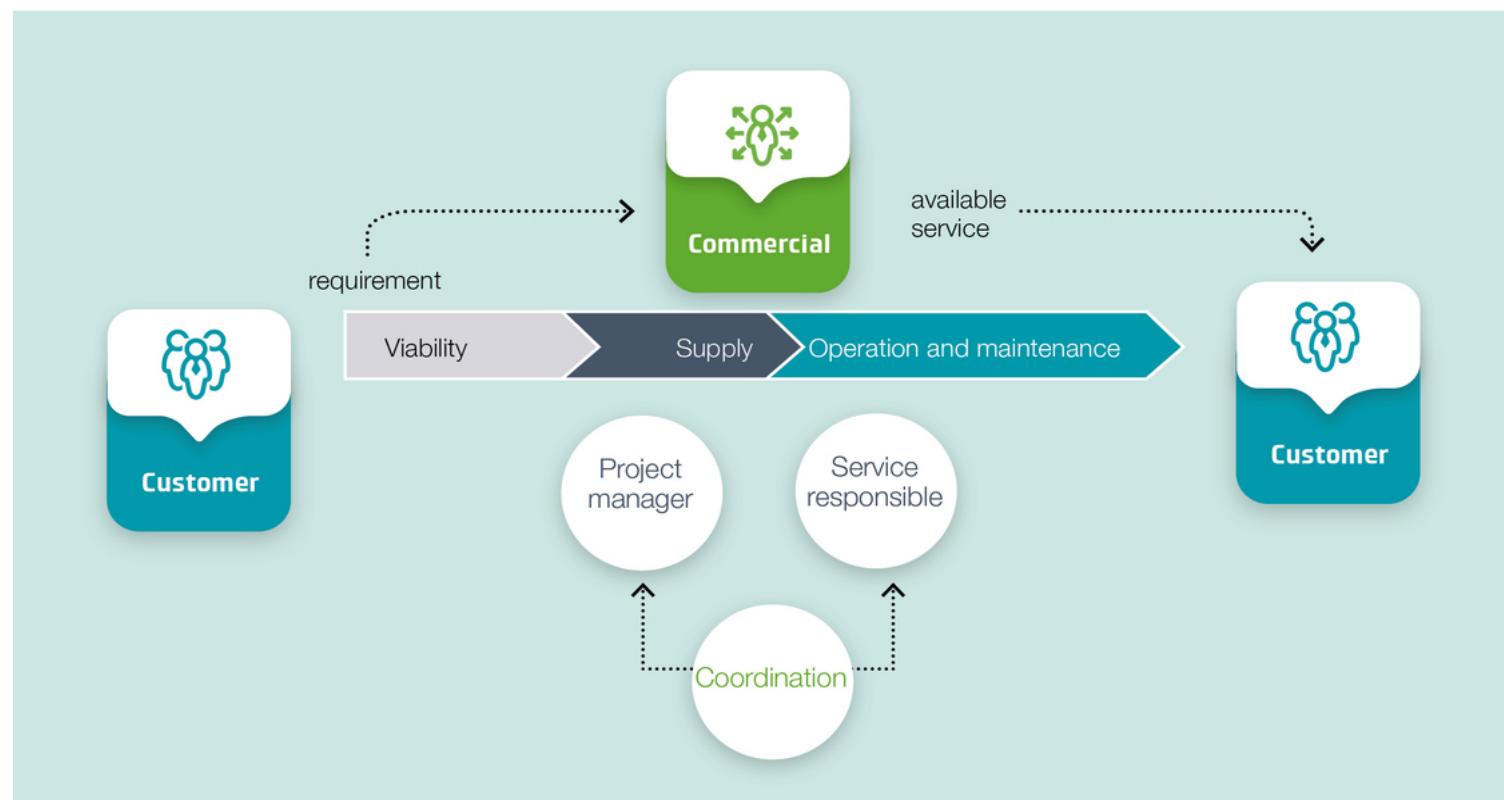 Commercial
available
service
requirement
Viability
Supply
Operation and maintenance
Customer
Customer
Project
manager
Service
responsible
Coordination